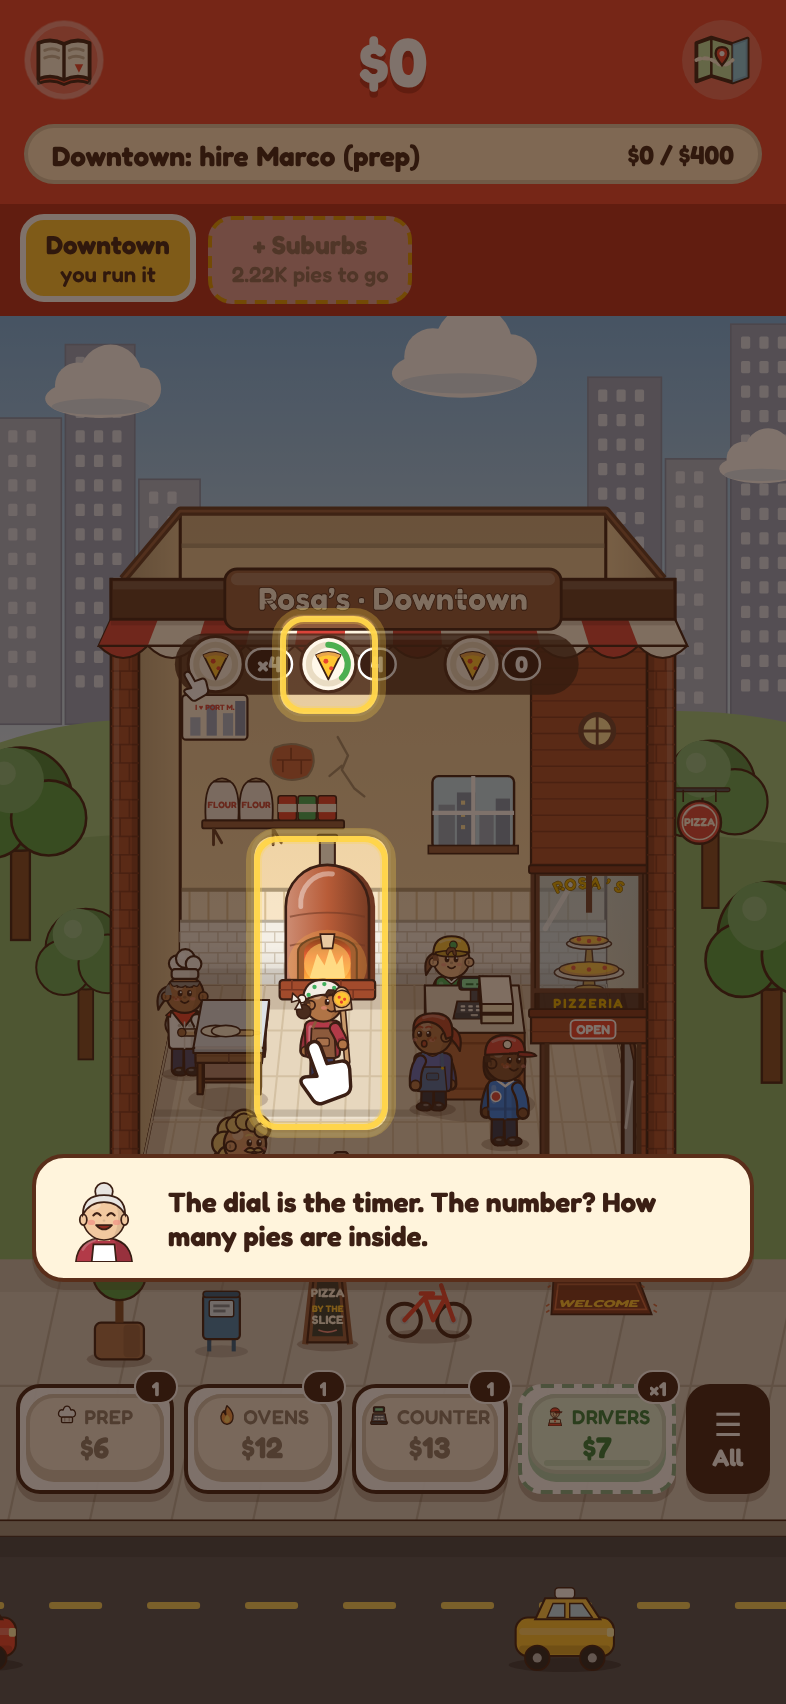 $0
Downtown: hire Marco (prep)
$0 / $400
Downtown
you run it
+ Suburbs
2.22K pies to go
Rosa's · Downtown
x4
0
FLOUR
FLOUR
PIZZA
ROSA'S
PIZZERIA
OPEN
The dial is the timer. The number? How
many pies are inside.
PIZZA
BY THE
SLICE
WELCOME
1
PREP
$6
1
OVENS
$12
1
COUNTER
$13
x1
DRIVERS
$7
All